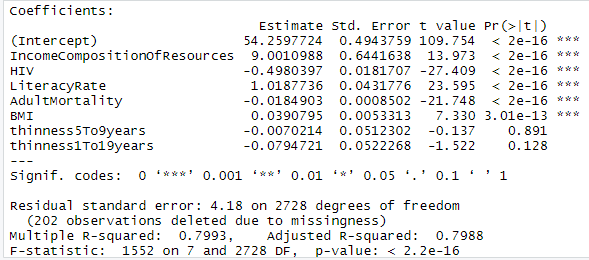 Coefficients:
Estimate Std. Error t value Pr(>|t|)
(Intercept) 54.2597724 0.4943759 109.754 < 2e-16 ***
IncomeCompositionOfResources 9.0010988 0.6441638 13.973 < 2e-16 ***
HIV -0.4980397 0.0181707 -27.409 < 2e-16 ***
LiteracyRate 1.0187736 0.0431776 23.595 < 2e-16 ***
AdultMortality -0.0184903 0.0008502 -21.748 < 2e-16 ***
BMI 0.0390795 0.0053313 7.330 3.01e-13 ***
thinness5To9years -0.0070214 0.0512302 -0.137 0.891
thinness1To19years -0.0794721 0.0522268 -1.522 0.128
---
Signif. codes: 0 ‘***’ 0.001 ‘**’ 0.01 ‘*’ 0.05 ‘.’ 0.1 ‘ ’ 1
Residual standard error: 4.18 on 2728 degrees of freedom
(202 observations deleted due to missingness)
Multiple R-squared: 0.7993, Adjusted R-squared: 0.7988
F-statistic: 1552 on 7 and 2728 DF, p-value: < 2.2e-16